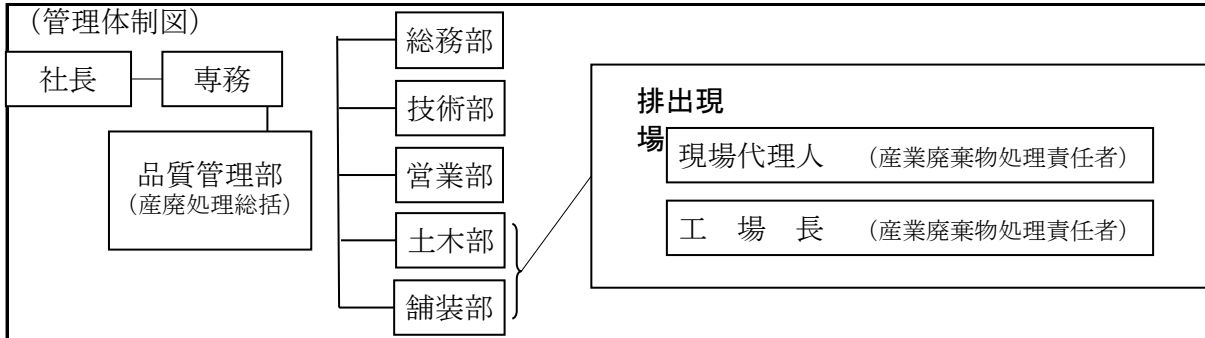 （管理体制図）
社長
専務
品質管理部
（産廃処理総括）
総務部
技術部
営業部
土木部
舗装部
排出現
場
現場代理人　（産業廃棄物処理責任者）
工　場　長　（産業廃棄物処理責任者）